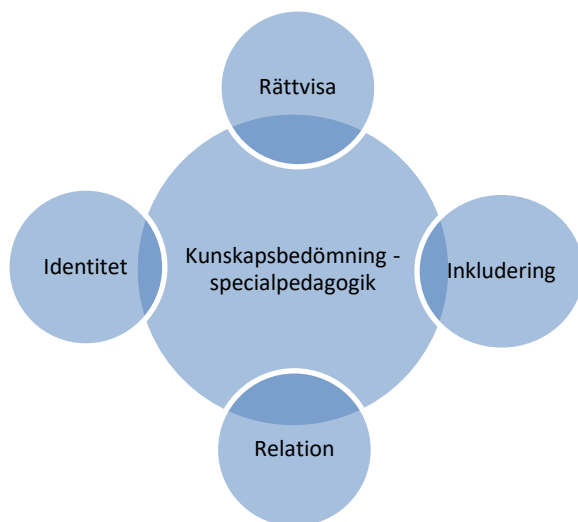 Rättvisa
Identitet
Kunskapsbedömning -
specialpedagogik
Inkludering
Relation